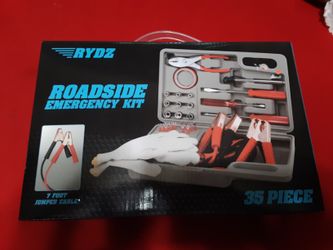 RYDZ
ROADSIDE
EMERGENCY KIT
7 FOOT
JUMPER CABLE
35 PIECE